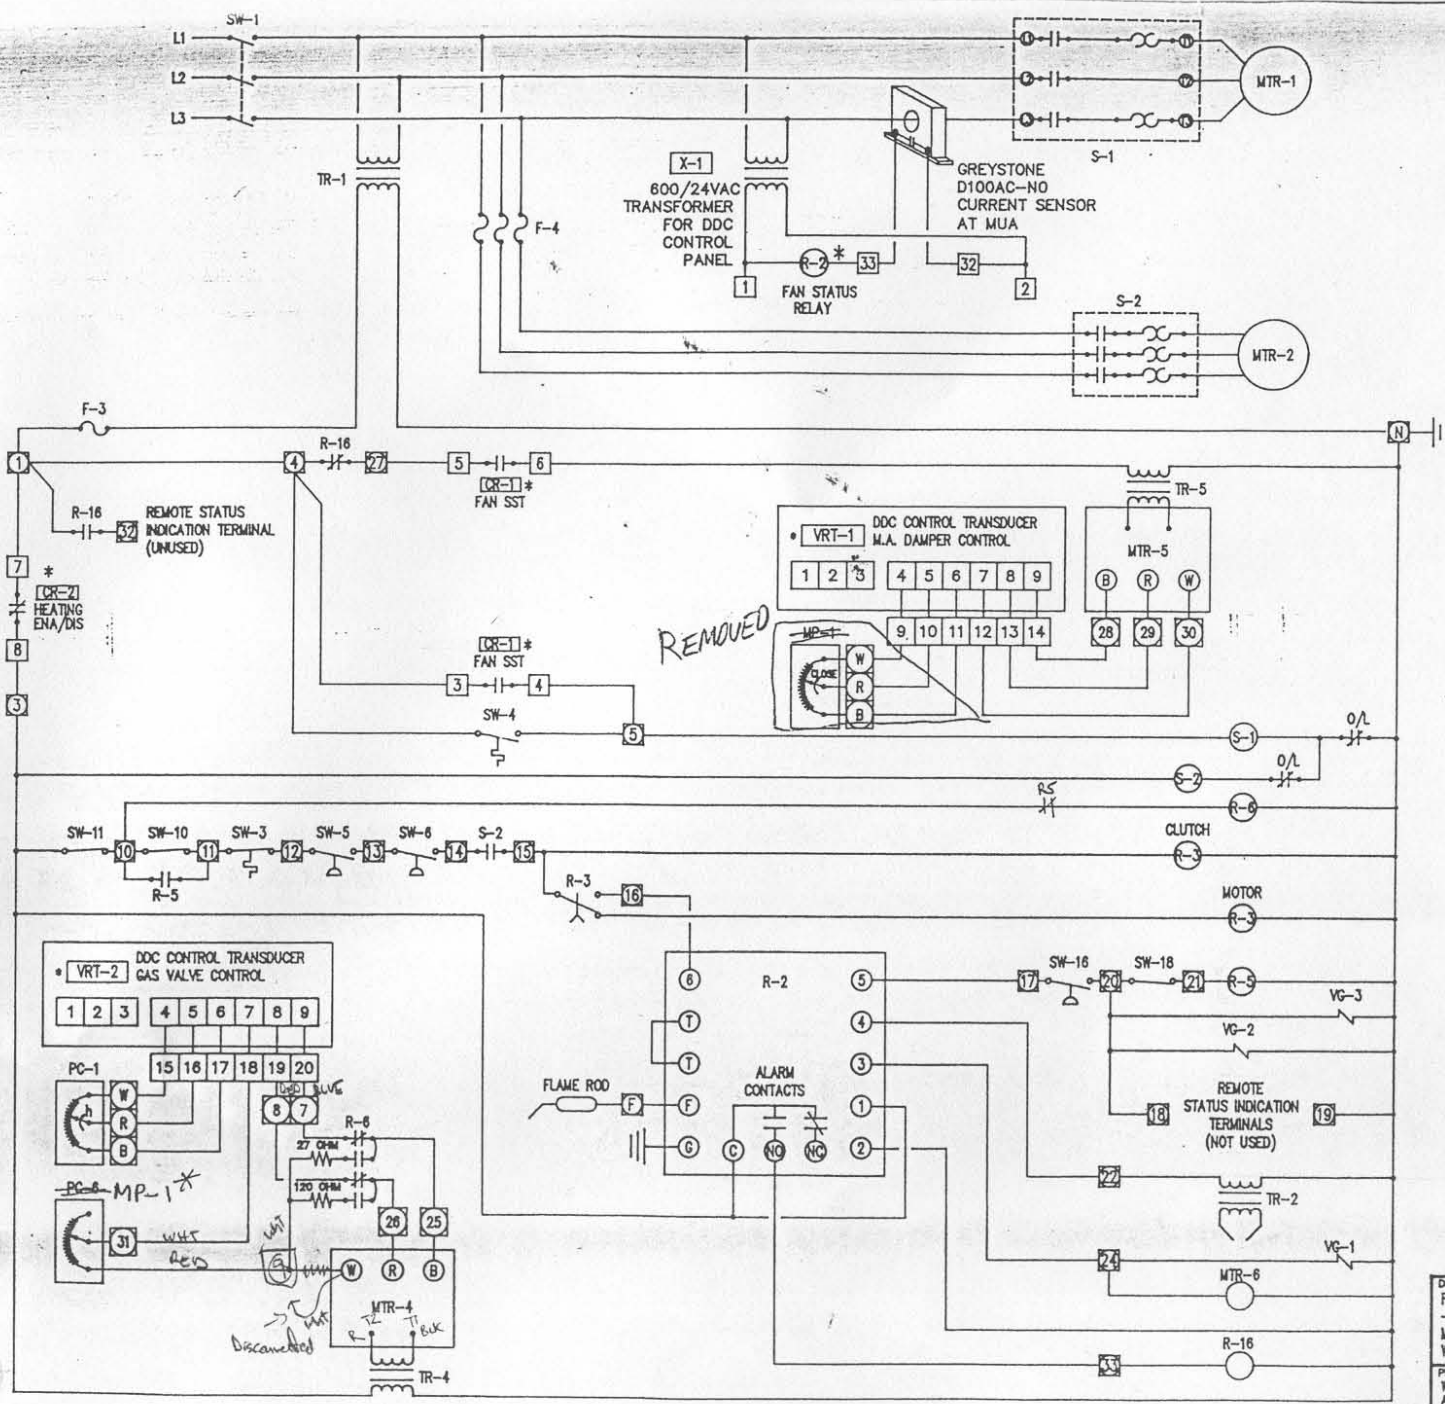 SW-1
L1
L2
L3
TR-1
F-4
X-1
600/24VAC
TRANSFORMER
FOR DDC
CONTROL
PANEL
1
R-2 *
33
32
2
FAN STATUS
RELAY
GREYSTONE
D100AC-NO
CURRENT SENSOR
AT MUA
S-1
MTR-1
S-2
MTR-2
F-3
N
1
4
R-16
27
5
6
CR-1 *
FAN SST
R-16
32
REMOTE STATUS
INDICATION TERMINAL
(UNUSED)
7
*
CR-2
HEATING
ENA/DIS
8
3
CR-1 *
FAN SST
3
4
SW-4
5
TR-5
MTR-5
B R W
28 29 30
• VRT-1
DDC CONTROL TRANSDUCER
M.A. DAMPER CONTROL
1 2 3 4 5 6 7 8 9
9 10 11 12 13 14
REMOVED
MP-1
CLOSE
W
R
B
S-1
O/L
S-2
O/L
R5
R-6
SW-11
10
SW-10
11
SW-3
12
SW-5
13
SW-6
14
S-2
15
R-5
CLUTCH
R-3
R-3
16
MOTOR
R-3
• VRT-2
DDC CONTROL TRANSDUCER
GAS VALVE CONTROL
1 2 3 4 5 6 7 8 9
15 16 17 18 19 20
BLUE
PC-1
W
R
B
8 7
R-6
27 OHM
120 OHM
PC-6 MP-1 *
31
WHT
RED
26
25
W R B
MTR-4
T2
T1
R
BLK
Disconnected
TR-4
R-2
6
T
T
F
G
5
4
3
1
2
ALARM
CONTACTS
C NO NC
FLAME ROD
F
17
SW-16
20
SW-18
21
R-5
VG-3
VG-2
18
REMOTE
STATUS INDICATION
TERMINALS
(NOT USED)
19
22
TR-2
24
VG-1
MTR-6
33
R-16